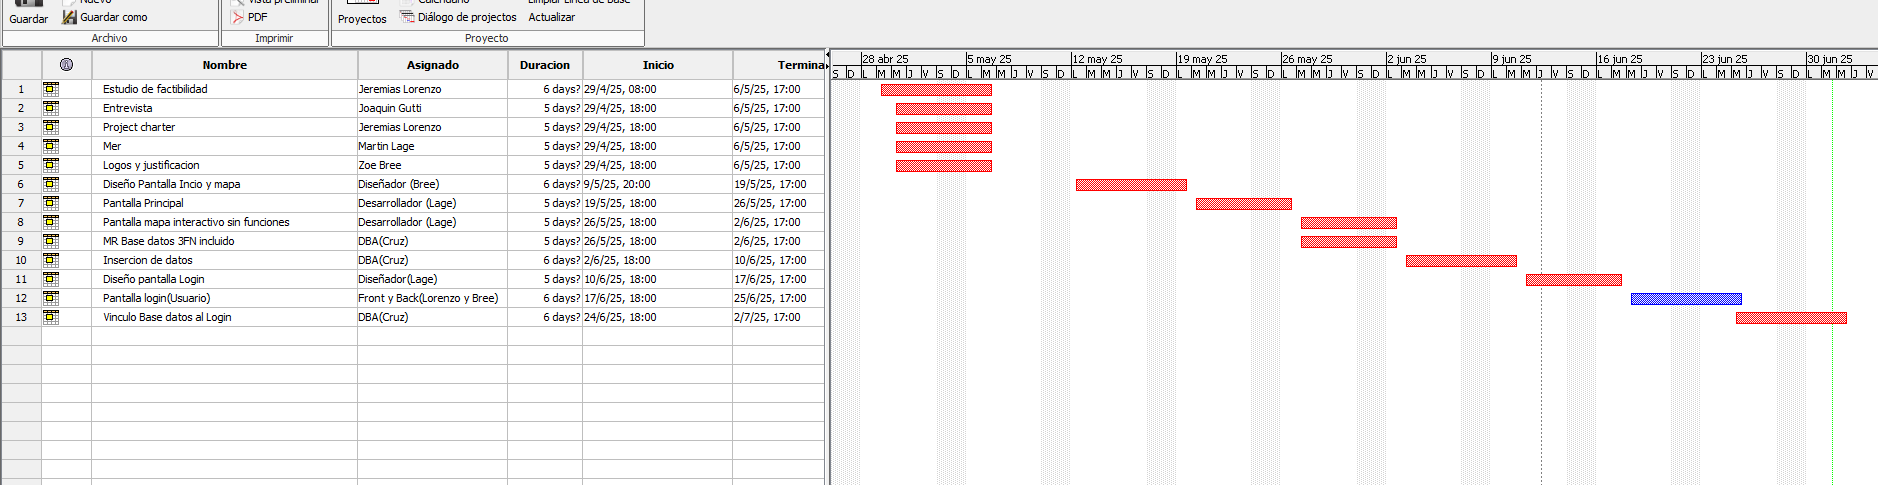 Nuevo
Vista preliminar
Calendario
Limpiar Linea de Base
Guardar
Guardar como
PDF
Proyectos
Diálogo de projectos
Actualizar
Archivo
Imprimir
Proyecto
Nombre Asignado Duracion Inicio Termina
28 abr 25 5 may 25 12 may 25 19 may 25 26 may 25 2 jun 25 9 jun 25 16 jun 25 23 jun 25 30 jun 25
S D L M M J V S D L M M J V S D L M M J V S D L M M J V S D L M M J V S D L M M J V S D L M M J V S D L M M J V S D L M M J V S D L M M J V
1 Estudio de factibilidad Jeremias Lorenzo 6 days? 29/4/25, 08:00 6/5/25, 17:00
2 Entrevista Joaquin Gutti 5 days? 29/4/25, 18:00 6/5/25, 17:00
3 Project charter Jeremias Lorenzo 5 days? 29/4/25, 18:00 6/5/25, 17:00
4 Mer Martin Lage 5 days? 29/4/25, 18:00 6/5/25, 17:00
5 Logos y justificacion Zoe Bree 5 days? 29/4/25, 18:00 6/5/25, 17:00
6 Diseño Pantalla Incio y mapa Diseñador (Bree) 6 days? 9/5/25, 20:00 19/5/25, 17:00
7 Pantalla Principal Desarrollador (Lage) 5 days? 19/5/25, 18:00 26/5/25, 17:00
8 Pantalla mapa interactivo sin funciones Desarrollador (Lage) 5 days? 26/5/25, 18:00 2/6/25, 17:00
9 MR Base datos 3FN incluido DBA(Cruz) 5 days? 26/5/25, 18:00 2/6/25, 17:00
10 Insercion de datos DBA(Cruz) 6 days? 2/6/25, 18:00 10/6/25, 17:00
11 Diseño pantalla Login Diseñador(Lage) 5 days? 10/6/25, 18:00 17/6/25, 17:00
12 Pantalla login(Usuario) Front y Back(Lorenzo y Bree) 6 days? 17/6/25, 18:00 25/6/25, 17:00
13 Vinculo Base datos al Login DBA(Cruz) 6 days? 24/6/25, 18:00 2/7/25, 17:00